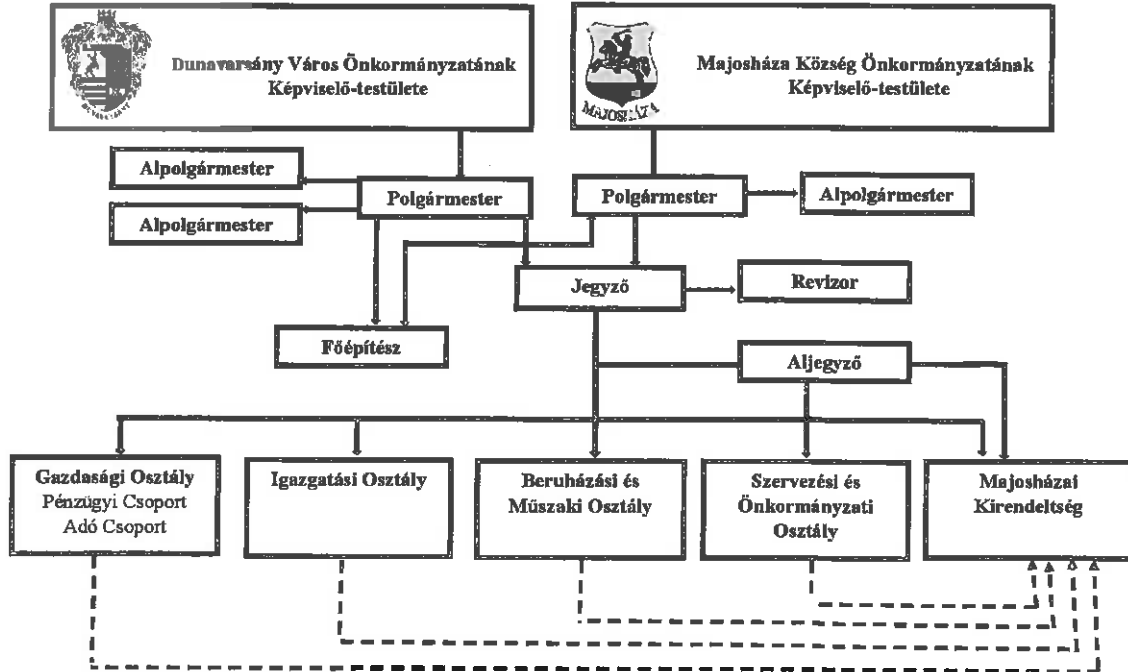 Dunavarsány Város Önkormányzatának
Képviselő-testülete
Majosháza Község Önkormányzatának
Képviselő-testülete
MAJOSHÁZA
Alpolgármester
Alpolgármester
Polgármester
Polgármester
Alpolgármester
Jegyző
Revizor
Főépítész
Aljegyző
Gazdasági Osztály
Pénzügyi Csoport
Adó Csoport
Igazgatási Osztály
Beruházási és
Műszaki Osztály
Szervezési és
Önkormányzati
Osztály
Majosházai
Kirendeltség